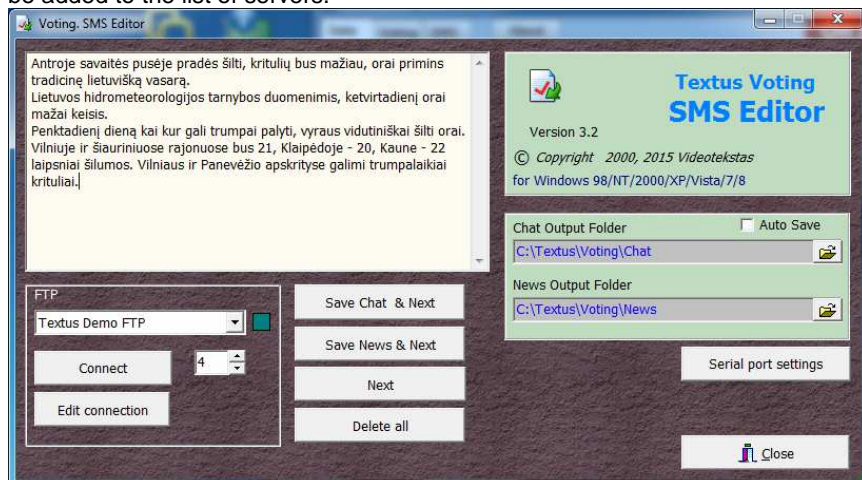 be added to the list of servers.
Voting. SMS Editor
Antroje savaitės pusėje pradės šilti, kritulių bus mažiau, orai primins
tradicinę lietuvišką vasarą.
Lietuvos hidrometeorologijos tarnybos duomenimis, ketvirtadienį orai
mažai keisis.
Penktadienį dieną kai kur gali trumpai palyti, vyraus vidutiniškai šilti orai.
Vilniuje ir šiauriniuose rajonuose bus 21, Klaipėdoje - 20, Kaune - 22
laipsniai šilumos. Vilniaus ir Panevėžio apskrityse galimi trumpalaikiai
krituliai.
Textus Voting
SMS Editor
Version 3.2
© Copyright 2000, 2015 Videotekstas
for Windows 98/NT/2000/XP/Vista/7/8
Chat Output Folder
Auto Save
C:\Textus\Voting\Chat
News Output Folder
C:\Textus\Voting\News
FTP
Textus Demo FTP
Connect
4
Edit connection
Save Chat & Next
Save News & Next
Next
Delete all
Serial port settings
Close